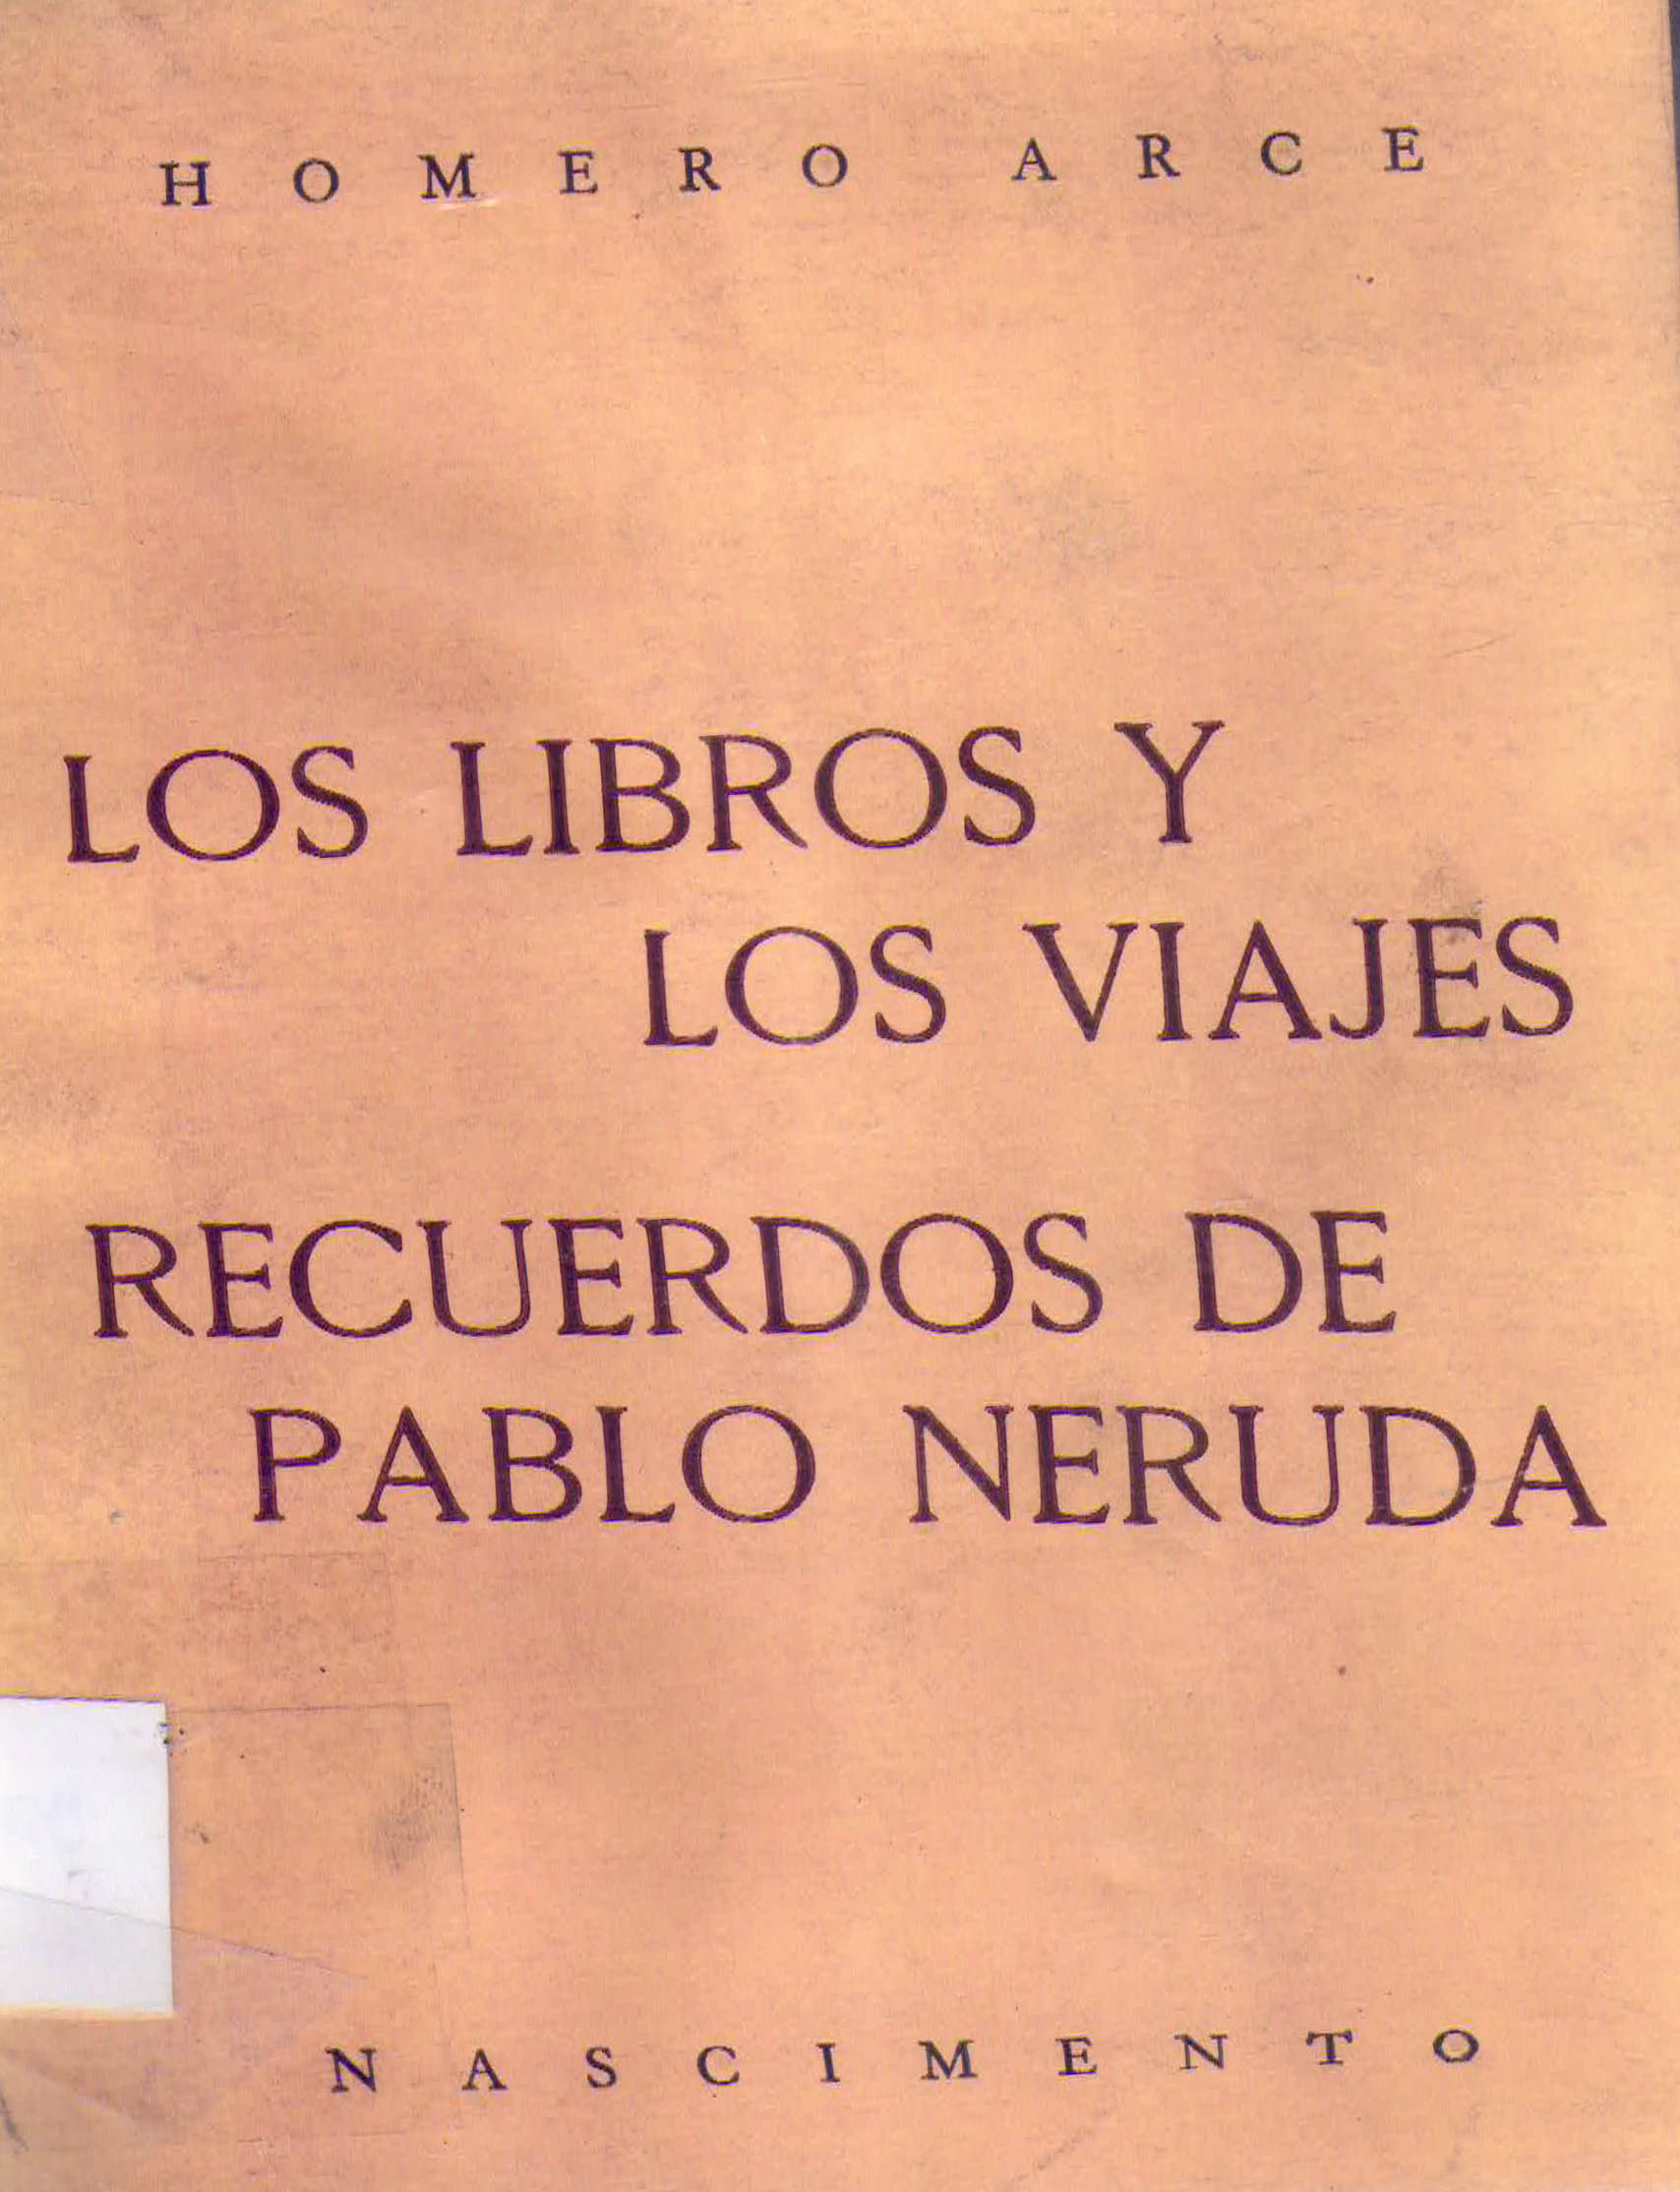 HOMERO ARCE
LOS LIBROS Y
LOS VIAJES
RECUERDOS DE
PABLO NERUDA
NASCIMENTO